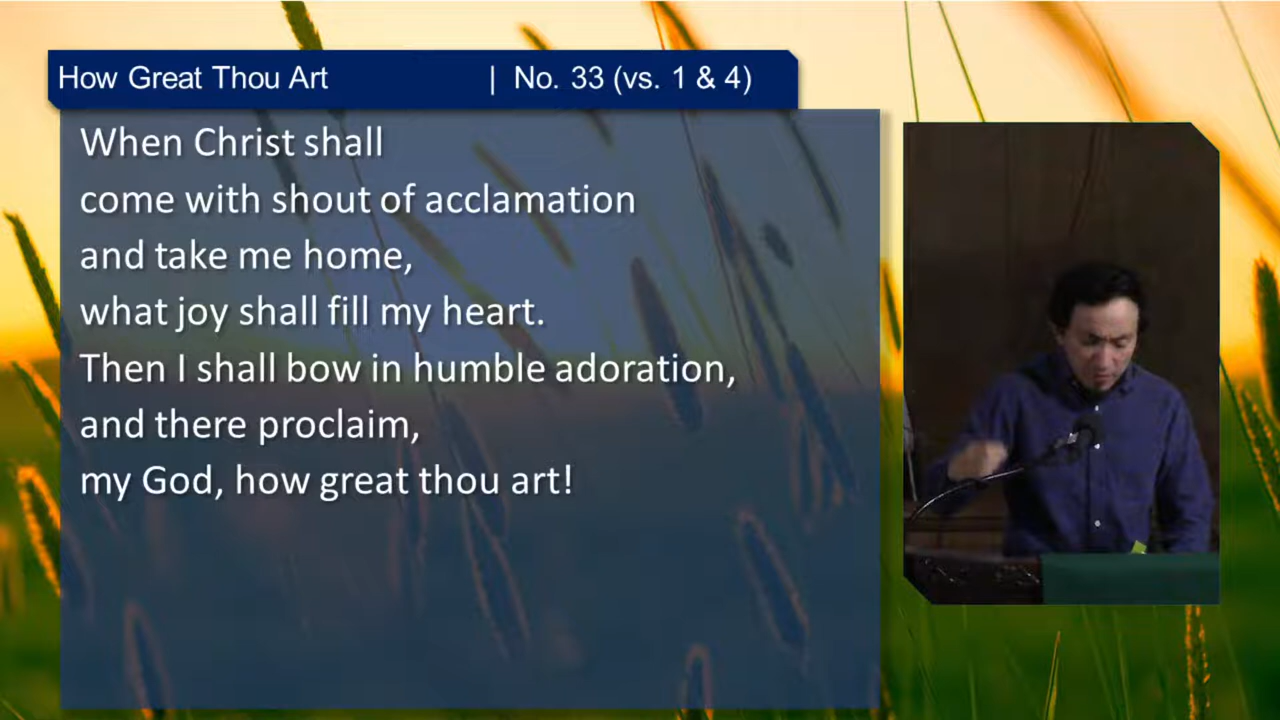 How Great Thou Art | No. 33 (vs. 1 & 4)
When Christ shall
come with shout of acclamation
and take me home,
what joy shall fill my heart.
Then I shall bow in humble adoration,
and there proclaim,
my God, how great thou art!